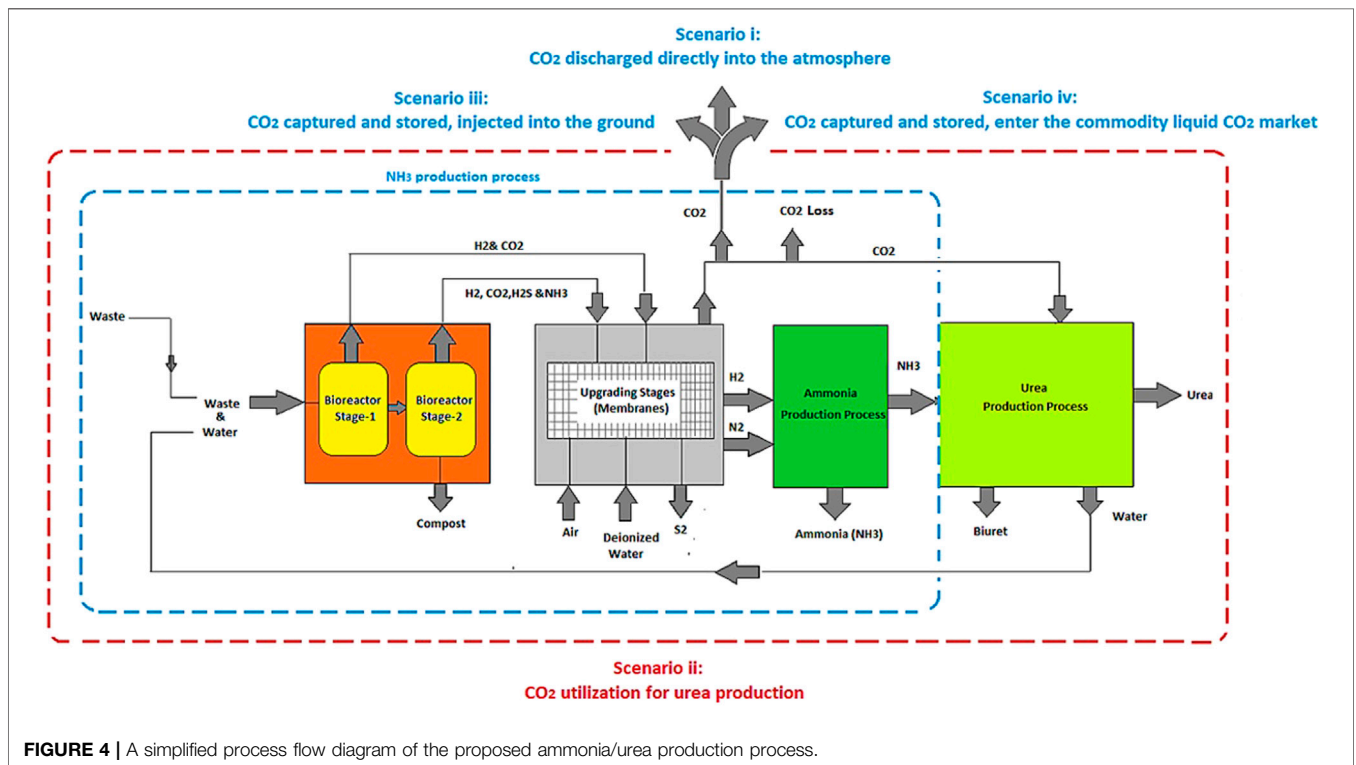 Scenario i:
CO2 discharged directly into the atmosphere
Scenario iii:
CO2 captured and stored, injected into the ground
Scenario iv:
CO2 captured and stored, enter the commodity liquid CO2 market
NH3 production process
CO2
CO2 Loss
H2& CO2
CO2
H2, CO2,H2S &NH3
Waste
Waste
&
Water
Bioreactor
Stage-1
Bioreactor
Stage-2
Upgrading Stages
(Membranes)
H2
N2
Ammonia
Production Process
NH3
Urea
Production Process
Urea
Compost
Air
Deionized
Water
S2
Ammonia (NH3)
Biuret
Water
Scenario ii:
CO2 utilization for urea production
FIGURE 4 | A simplified process flow diagram of the proposed ammonia/urea production process.